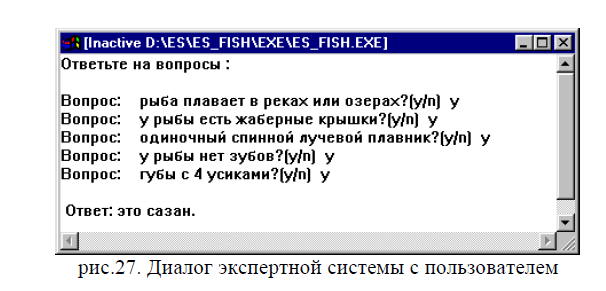 [Inactive D:\ES\ES_FISH\EXE\ES_FISH.EXE]
Ответьте на вопросы :
Вопрос: рыба плавает в реках или озерах?(y/n) y
Вопрос: у рыбы есть жаберные крышки?(y/n) y
Вопрос: одиночный спинной лучевой плавник?(y/n) y
Вопрос: у рыбы нет зубов?(y/n) y
Вопрос: губы с 4 усиками?(y/n) y
Ответ: это сазан.
рис.27. Диалог экспертной системы с пользователем